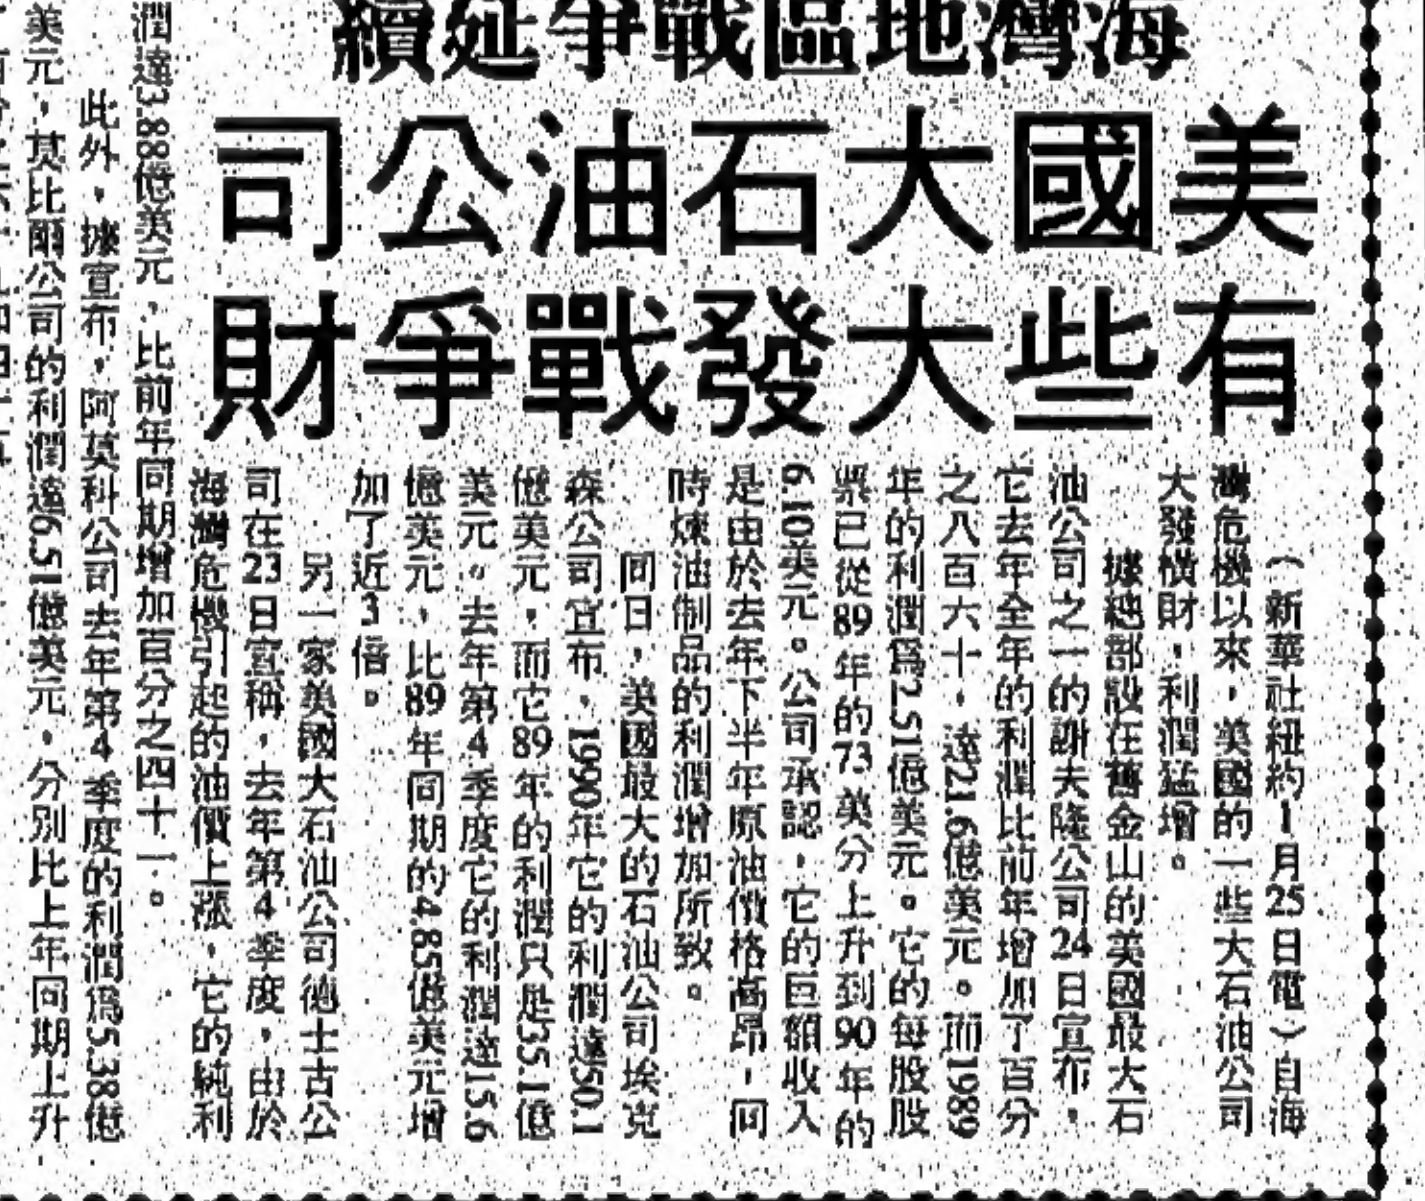 海灣地區戰爭延續
美國大石油公司
有些大發戰爭財
（新華社紐約1月25日電）自海
灣危機以來，美國的一些大石油公司
大發橫財，利潤猛增。
據總部設在舊金山的美國最大石
油公司之一的謝夫隆公司24日宣布，
它去年全年的利潤比前年增加了百分
之八百六十，達21.6億美元。而1989
年的利潤爲2.51億美元。它的每股股
票已從89年的73美分上升到90年的
6.10美元。公司承認，它的巨額收入
是由於去年下半年原油價格高昂，同
時煉油制品的利潤增加所致。
同日，美國最大的石油公司埃克
森公司宣布，1990年它的利潤達50.1
億美元，而它89年的利潤只是35.1億
美元。去年第4季度它的利潤達15.6
億美元，比89年同期的4.85億美元增
加了近3倍。
另一家美國大石油公司德士古公
司在23日宣稱，去年第4季度，由於
海灣危機引起的油價上漲，它的純利
潤達3.88億美元，比前年同期增加百分之四十一。
此外，據宣布，阿莫科公司去年第4季度的利潤爲5.38億
美元，莫比爾公司的利潤達6.51億美元，分別比上年同期上升